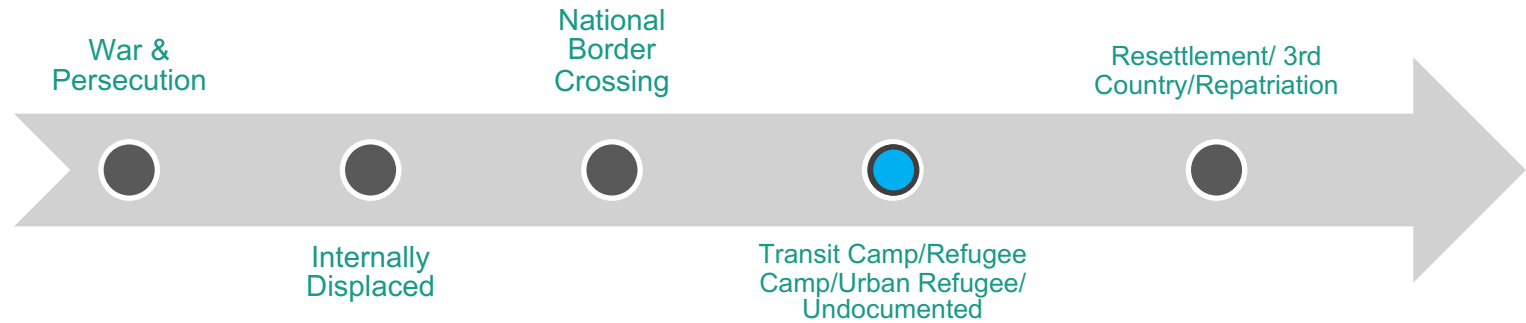 War &
Persecution
Internally
Displaced
National
Border
Crossing
Transit Camp/Refugee
Camp/Urban Refugee/
Undocumented
Resettlement/ 3rd
Country/Repatriation